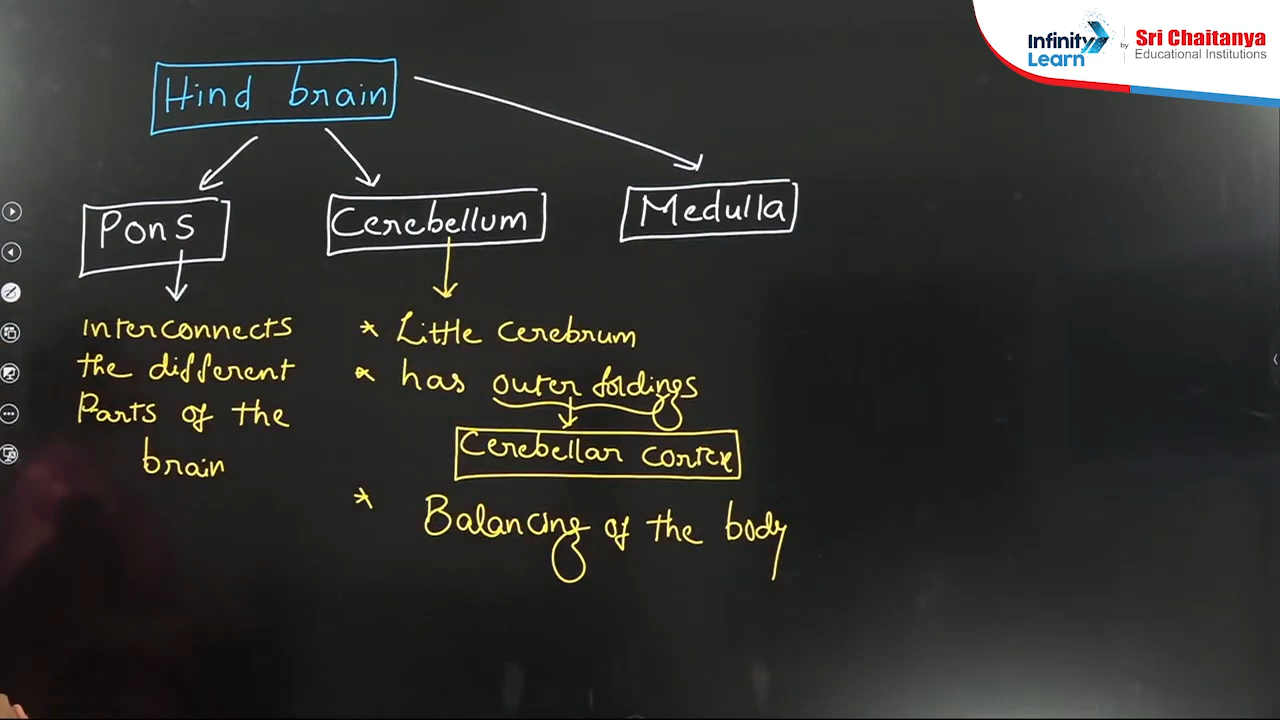 Infinity
Learn
by
Sri Chaitanya
Educational Institutions
Hind brain
Pons
Cerebellum
Medulla
Interconnects
the different
Parts of the
brain
* Little cerebrum
* has outer foldings
Cerebellar cortex
* Balancing of the body